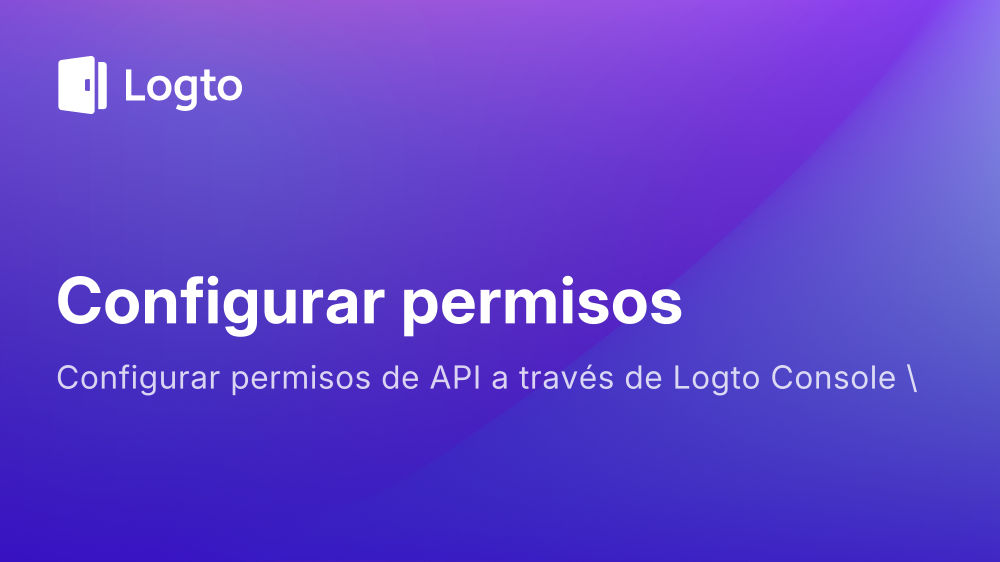 Logto
Configurar permisos
Configurar permisos de API a través de Logto Console \